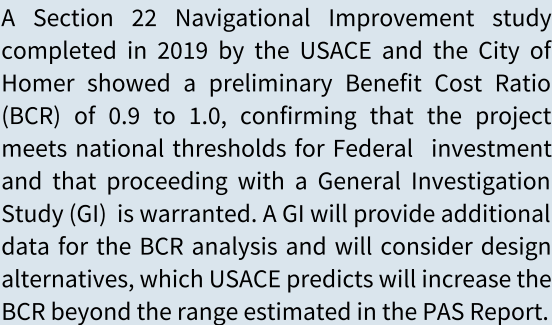 A Section 22 Navigational Improvement study
completed in 2019 by the USACE and the City of
Homer showed a preliminary Benefit Cost Ratio
(BCR) of 0.9 to 1.0, confirming that the project
meets national thresholds for Federal  investment
and that proceeding with a General Investigation
Study (GI)  is warranted. A GI will provide additional
data for the BCR analysis and will consider design
alternatives, which USACE predicts will increase the
BCR beyond the range estimated in the PAS Report.